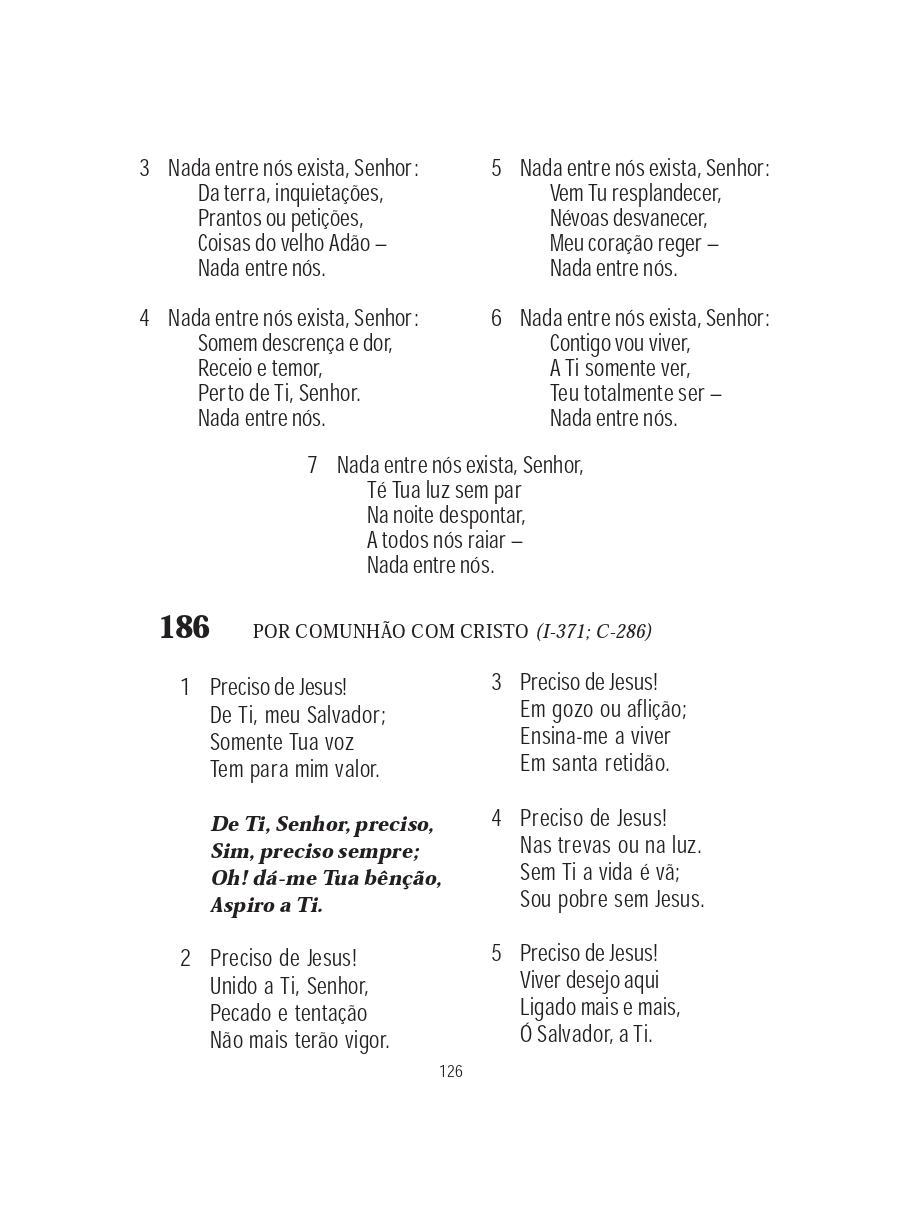 3 Nada entre nós exista, Senhor:
Da terra, inquietações,
Prantos ou petições,
Coisas do velho Adão –
Nada entre nós.
4 Nada entre nós exista, Senhor:
Somem descrença e dor,
Receio e temor,
Perto de Ti, Senhor.
Nada entre nós.
5 Nada entre nós exista, Senhor:
Vem Tu resplandecer,
Névoas desvanecer,
Meu coração reger –
Nada entre nós.
6 Nada entre nós exista, Senhor:
Contigo vou viver,
A Ti somente ver,
Teu totalmente ser –
Nada entre nós.
7 Nada entre nós exista, Senhor,
Té Tua luz sem par
Na noite despontar,
A todos nós raiar –
Nada entre nós.
186 POR COMUNHÃO COM CRISTO (I-371; C-286)
1 Preciso de Jesus!
De Ti, meu Salvador;
Somente Tua voz
Tem para mim valor.
De Ti, Senhor, preciso,
Sim, preciso sempre;
Oh! dá-me Tua bênção,
Aspiro a Ti.
2 Preciso de Jesus!
Unido a Ti, Senhor,
Pecado e tentação
Não mais terão vigor.
3 Preciso de Jesus!
Em gozo ou aflição;
Ensina-me a viver
Em santa retidão.
4 Preciso de Jesus!
Nas trevas ou na luz.
Sem Ti a vida é vã;
Sou pobre sem Jesus.
5 Preciso de Jesus!
Viver desejo aqui
Ligado mais e mais,
Ó Salvador, a Ti.
126